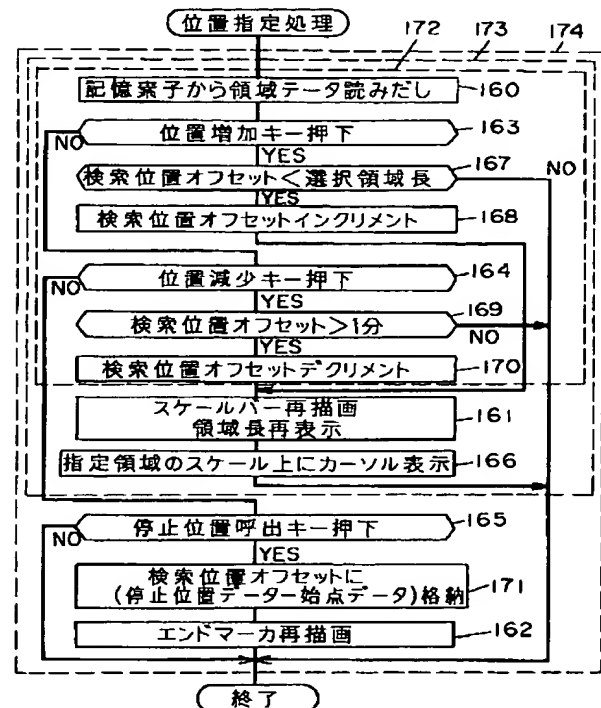 位置指定処理
172
173
174
記憶素子から領域データ読みだし
160
位置増加キー押下
163
NO
YES
検索位置オフセット<選択領域長
167
NO
YES
検索位置オフセットインクリメント
168
位置減少キー押下
164
NO
YES
検索位置オフセット>1分
169
NO
YES
検索位置オフセットデクリメント
170
スケールバー再描画
領域長再表示
161
指定領域のスケール上にカーソル表示
166
停止位置呼出キー押下
165
NO
YES
検索位置オフセットに
(停止位置データー始点データ)格納
171
エンドマーカ再描画
162
終了